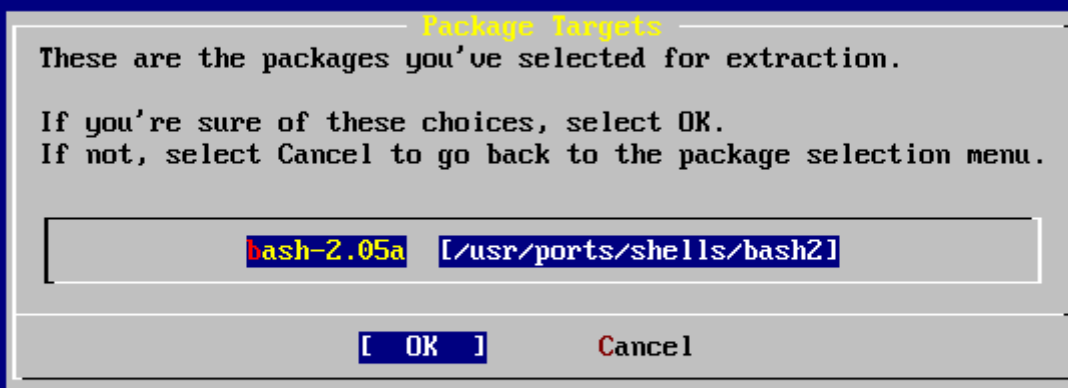 Package Targets
These are the packages you've selected for extraction.
If you're sure of these choices, select OK.
If not, select Cancel to go back to the package selection menu.
bash-2.05a [/usr/ports/shells/bash2]
[ OK ] Cancel